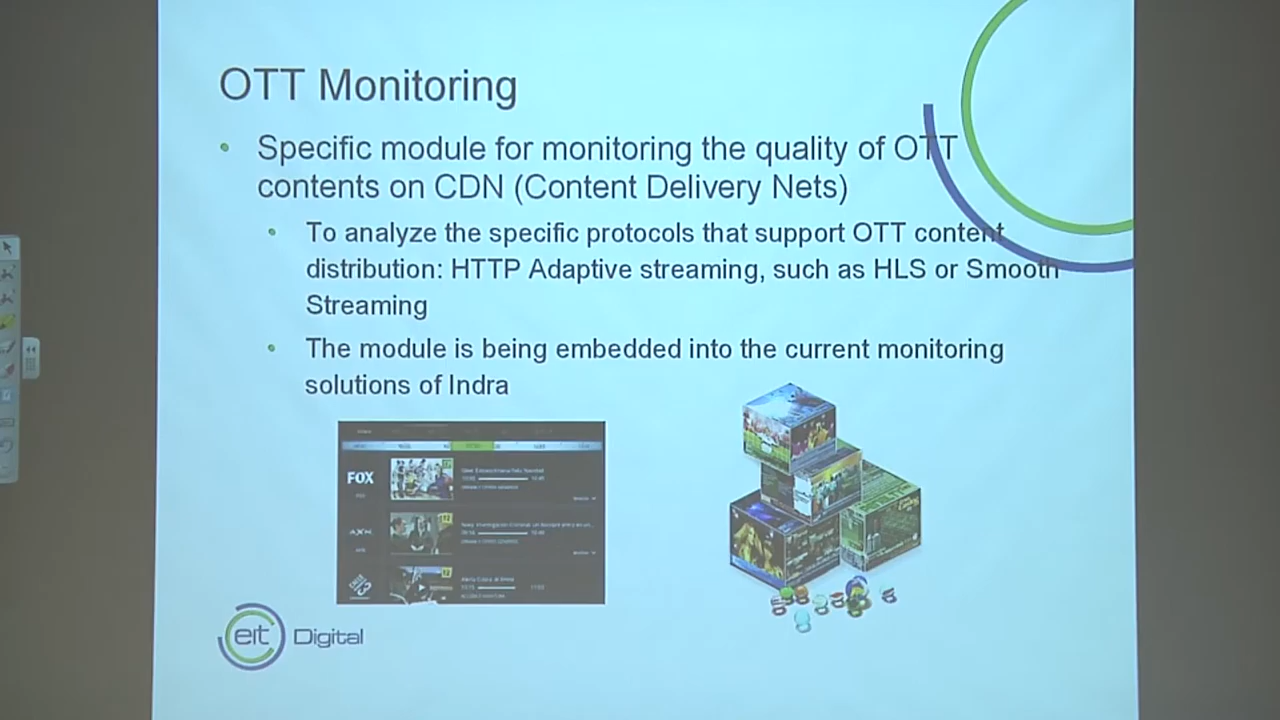 OTT Monitoring
• Specific module for monitoring the quality of OTT
contents on CDN (Content Delivery Nets)
• To analyze the specific protocols that support OTT content
distribution: HTTP Adaptive streaming, such as HLS or Smooth
Streaming
• The module is being embedded into the current monitoring
solutions of Indra
FOX
AXN
eit Digital